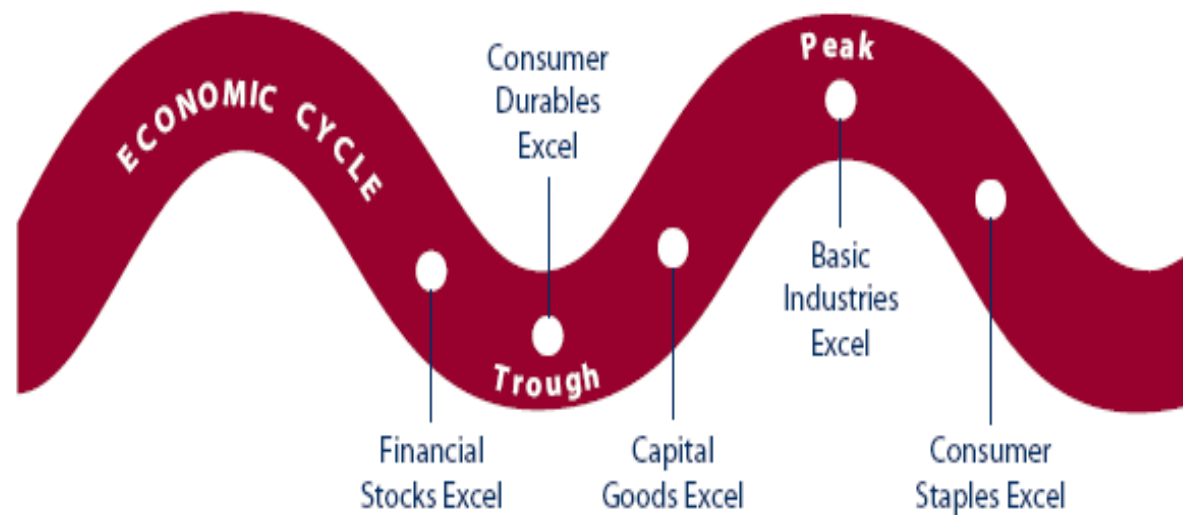 ECONOMIC CYCLE
Consumer
Durables
Excel
Peak
Trough
Basic
Industries
Excel
Financial
Stocks Excel
Capital
Goods Excel
Consumer
Staples Excel